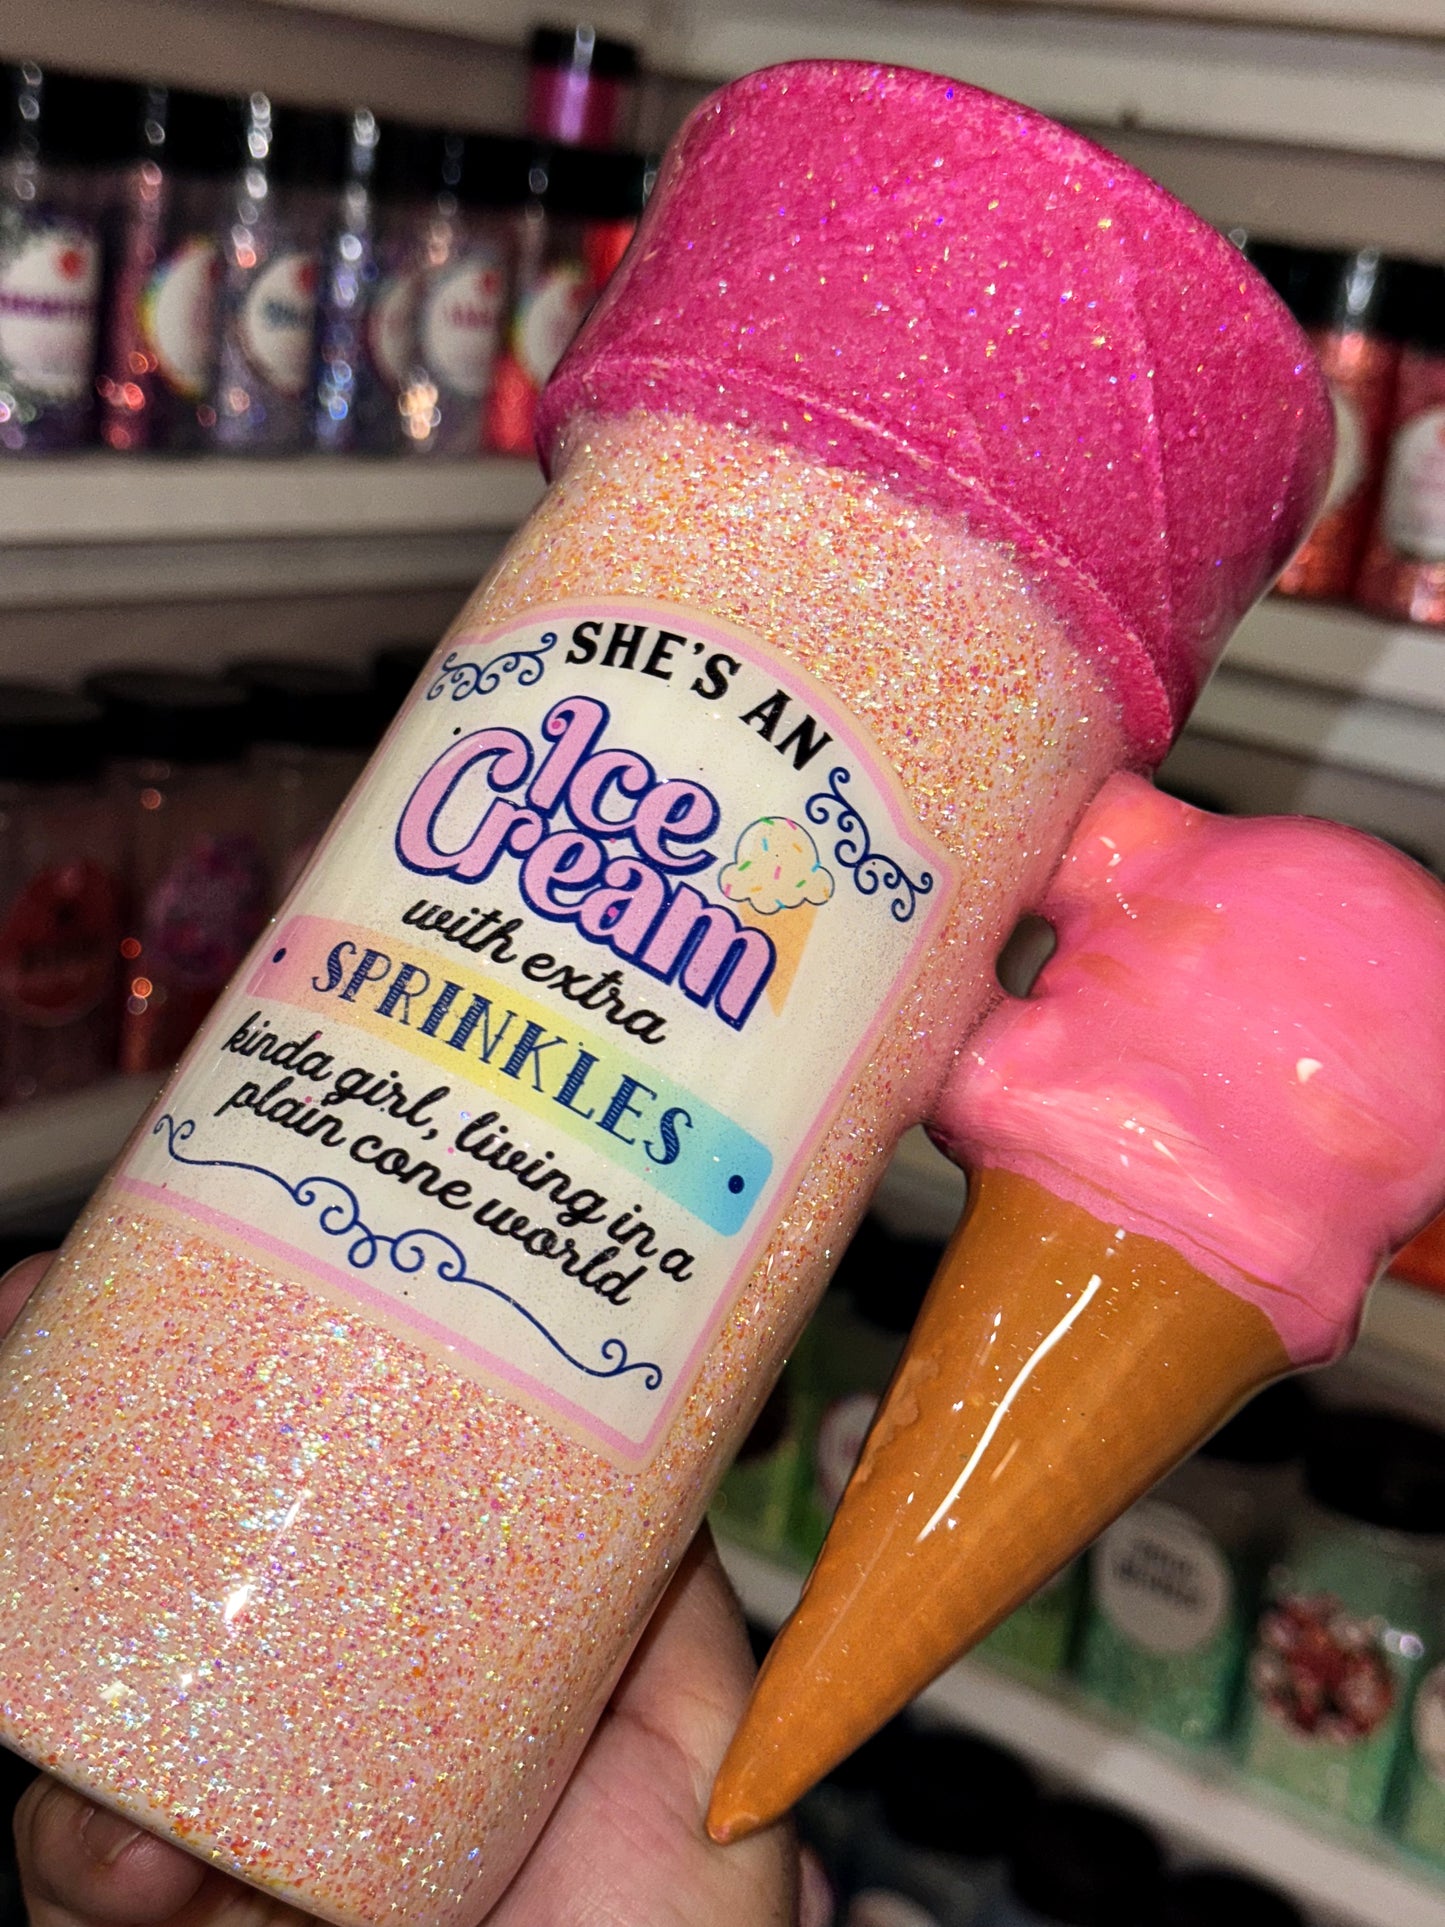 SHE'S AN
Ice
Cream
with extra
SPRINKLES
kinda girl, living in a
plain cone world